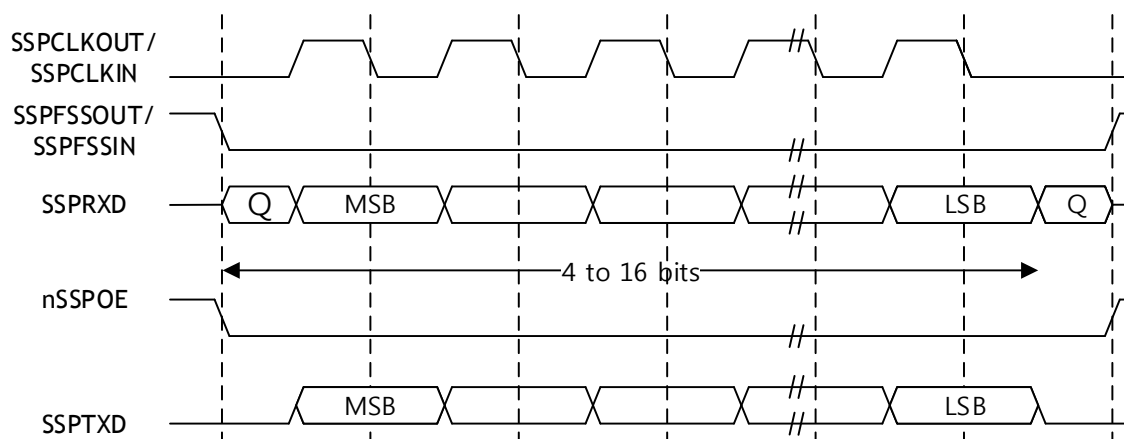 SSPCLKOUT/
SSPCLKIN
SSPFSSOUT/
SSPFSSIN
SSPRXD
Q MSB LSB Q
4 to 16 bits
nSSPOE
MSB LSB
SSPTXD